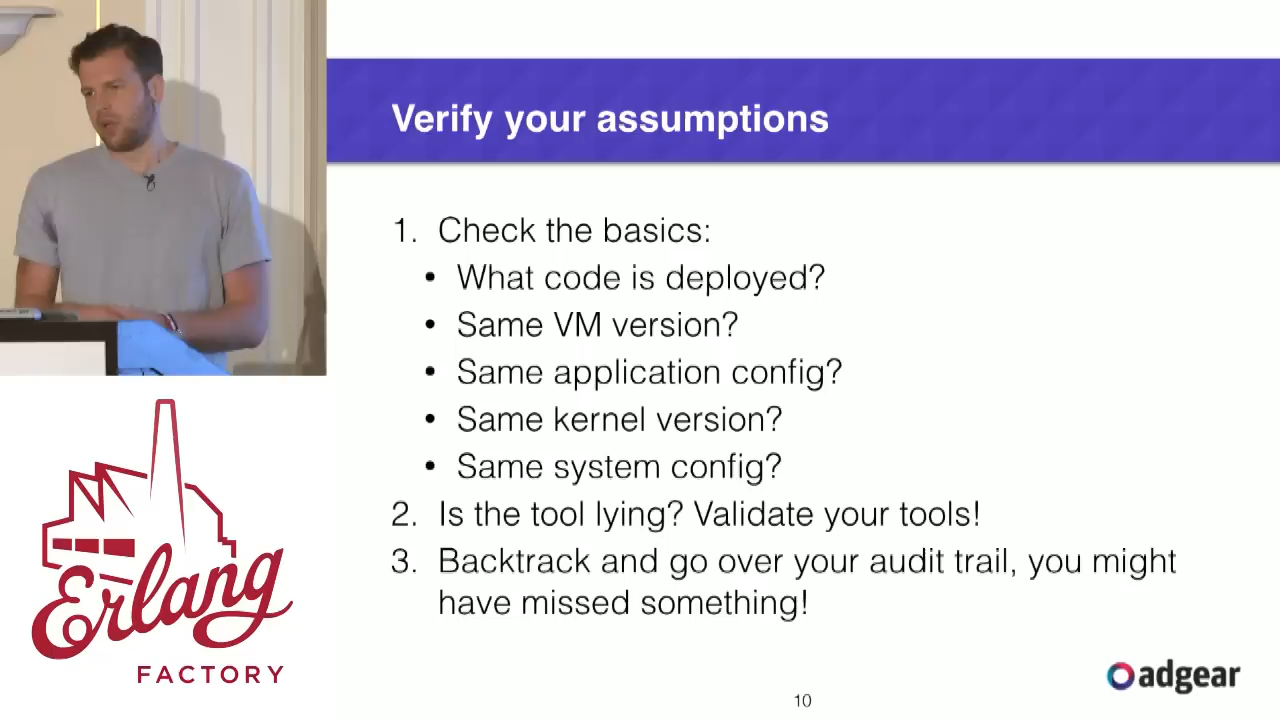 Verify your assumptions
1. Check the basics:
• What code is deployed?
• Same VM version?
• Same application config?
• Same kernel version?
• Same system config?
2. Is the tool lying? Validate your tools!
3. Backtrack and go over your audit trail, you might
have missed something!
Erlang
FACTORY
adgear
10